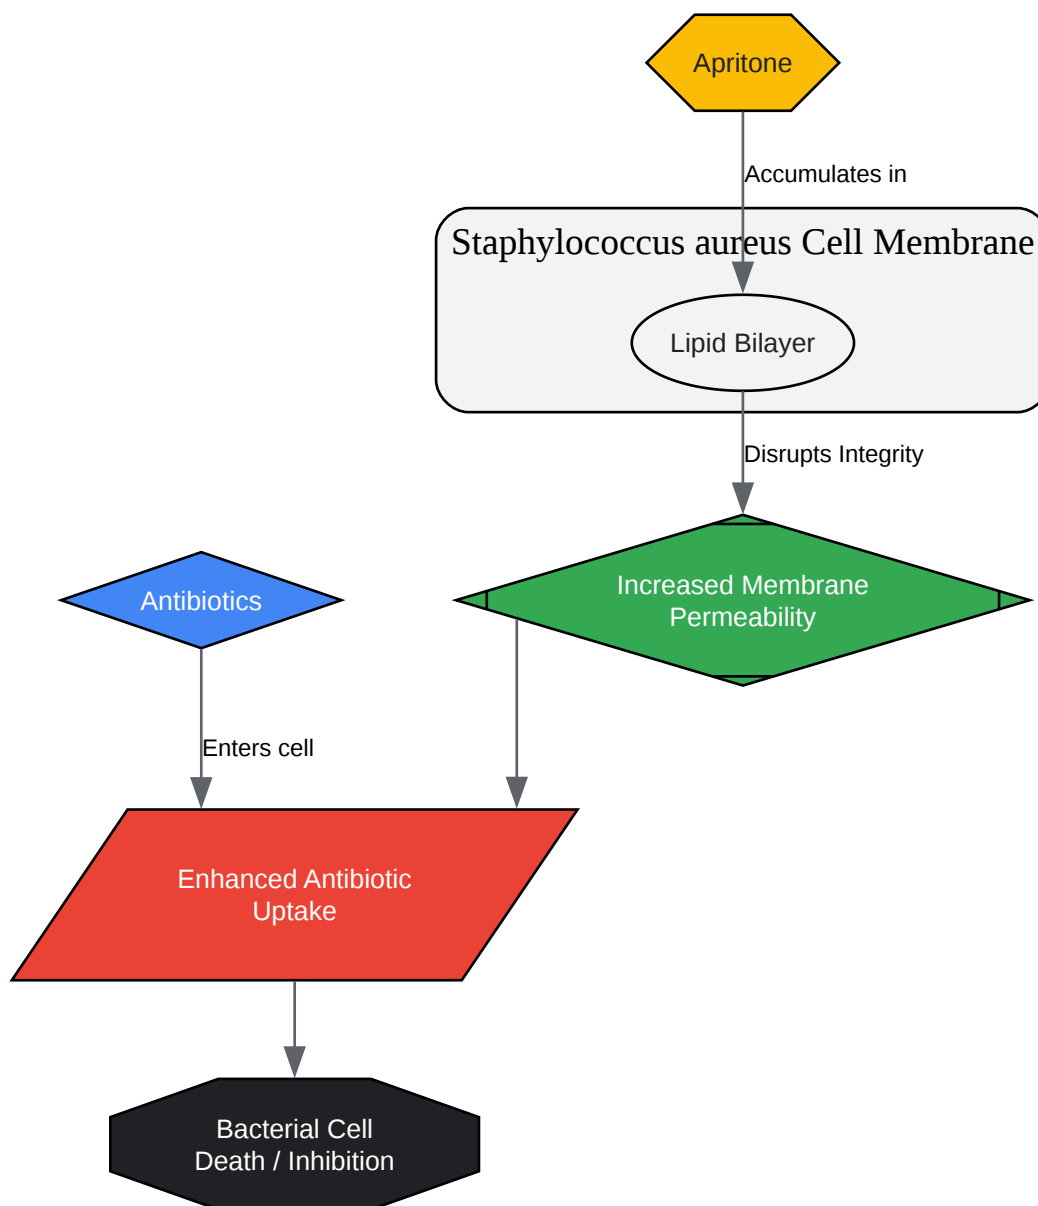 Apritone
Accumulates in
Staphylococcus aureus Cell Membrane
Lipid Bilayer
Disrupts Integrity
Increased Membrane
Permeability
Antibiotics
Enters cell
Enhanced Antibiotic
Uptake
Bacterial Cell
Death / Inhibition